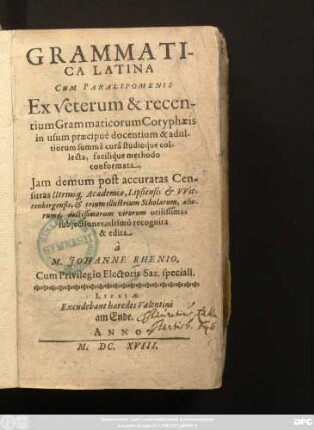 GRAMMATI-
CA LATINA
CUM PARALIPOMENIS
Ex veterum & recen-
tium Grammaticorum Coryphæis
in usum præcipuè docentium & adul-
tiorum summâ curâ studioque col-
lecta, facilique methodo
conformata.
Jam demum post accuratas Cen-
suras Utriusq; Academiæ, Lipsiensis & VVit-
tenbergensis, & trium illustrium Scholarum, alio-
rumq; doctissimorum virorum utilissimas
subjectiones, ultimò recognita
& edita
à
M. JOHANNE RHENIO,
Cum Privilegio Electoris Sax. speciali.
LIPSIÆ
Excudebant hæredes Valentini
am Ende.
ANNO
M. DC. XVIII.